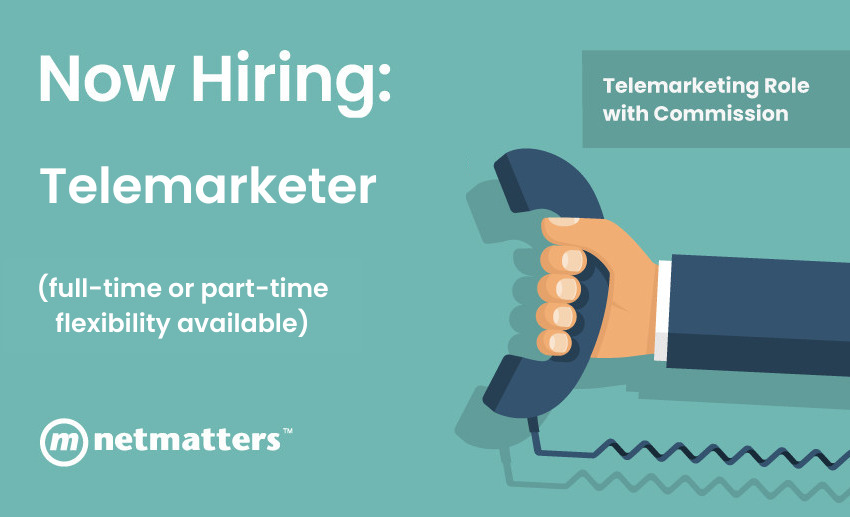 Now Hiring:
Telemarketing Role
with Commission
Telemarketer
(full-time or part-time
flexibility available)
m netmatters™